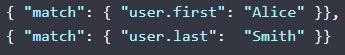 { "match": { "user.first": "Alice" }},
{ "match": { "user.last":  "Smith" }}